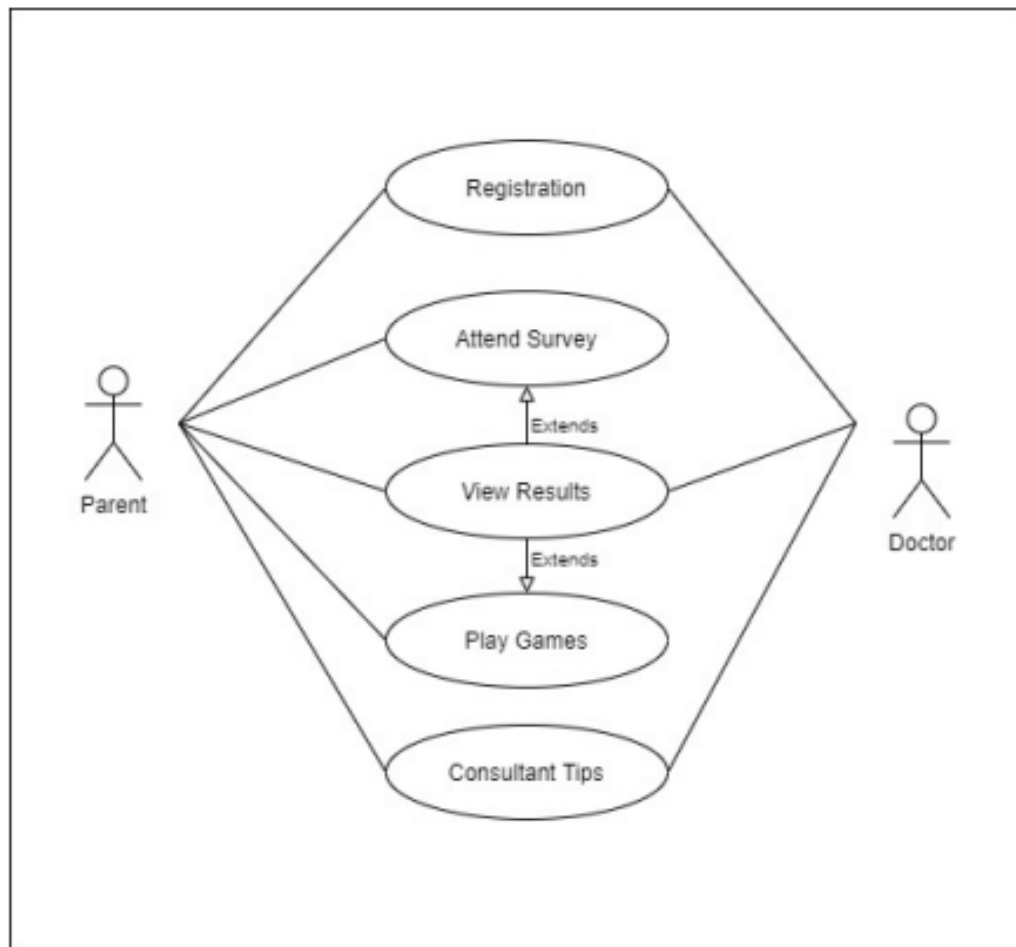 Registration
Attend Survey
Extends
View Results
Parent
Doctor
Extends
Play Games
Consultant Tips